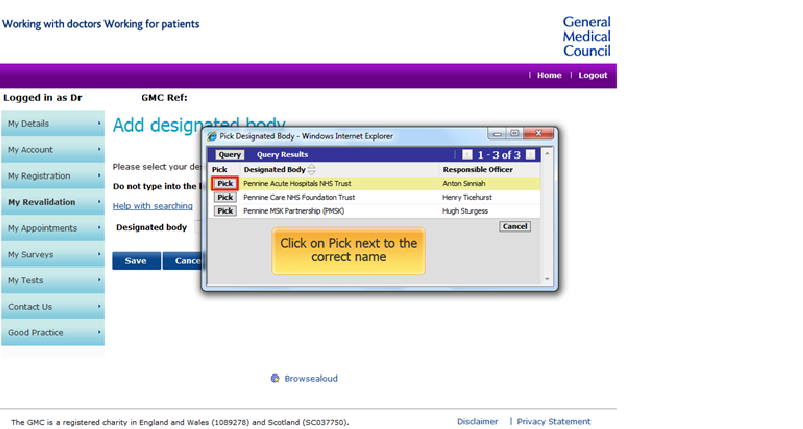 Working with doctors Working for patients
General
Medical
Council
Home | Logout
Logged in as Dr GMC Ref:
My Details
My Account
My Registration
My Revalidation
My Appointments
My Surveys
My Tests
Contact Us
Good Practice
Add designated body
Please select your des
Do not type into the
Help with searching
Designated body
Save Cance
Pick Designated Body - Windows Internet Explorer
Query Query Results 1 - 3 of 3
Pick Designated Body Responsible Officer
Pick Pennine Acute Hospitals NHS Trust Anton Sinniah
Pick Pennine Care NHS Foundation Trust Henry Ticehurst
Pick Pennine MSK Partnership (PMSK) Hugh Sturgess
Cancel
Click on Pick next to the
correct name
Browsealoud
The GMC is a registered charity in England and Wales (1089278) and Scotland (SC037750).
Disclaimer | Privacy Statement